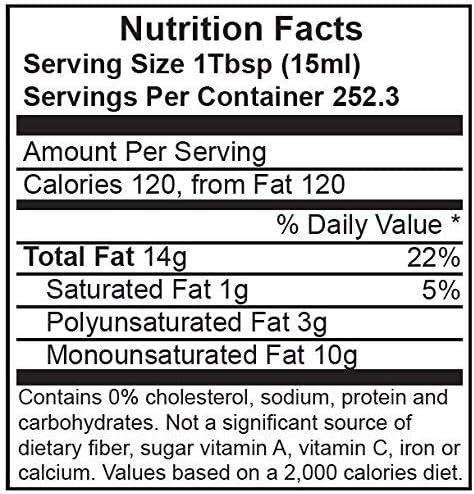 Nutrition Facts
Serving Size 1Tbsp (15ml)
Servings Per Container 252.3
Amount Per Serving
Calories 120, from Fat 120
% Daily Value *
Total Fat 14g 22%
Saturated Fat 1g 5%
Polyunsaturated Fat 3g
Monounsaturated Fat 10g
Contains 0% cholesterol, sodium, protein and
carbohydrates. Not a significant source of
dietary fiber, sugar vitamin A, vitamin C, iron or
calcium. Values based on a 2,000 calories diet.